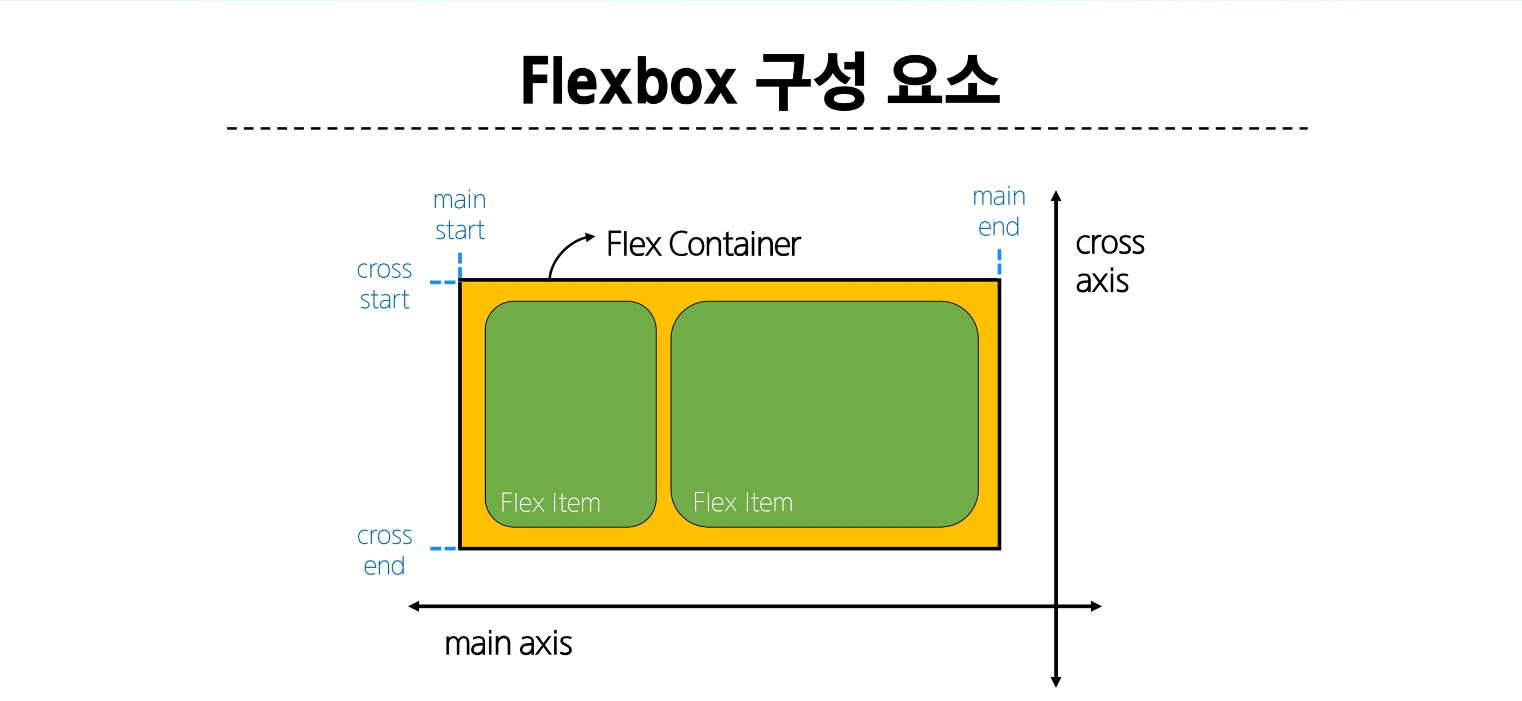 Flexbox 구성 요소
main
start
main
end
Flex Container
cross
axis
cross
start
Flex Item
Flex Item
cross
end
main axis